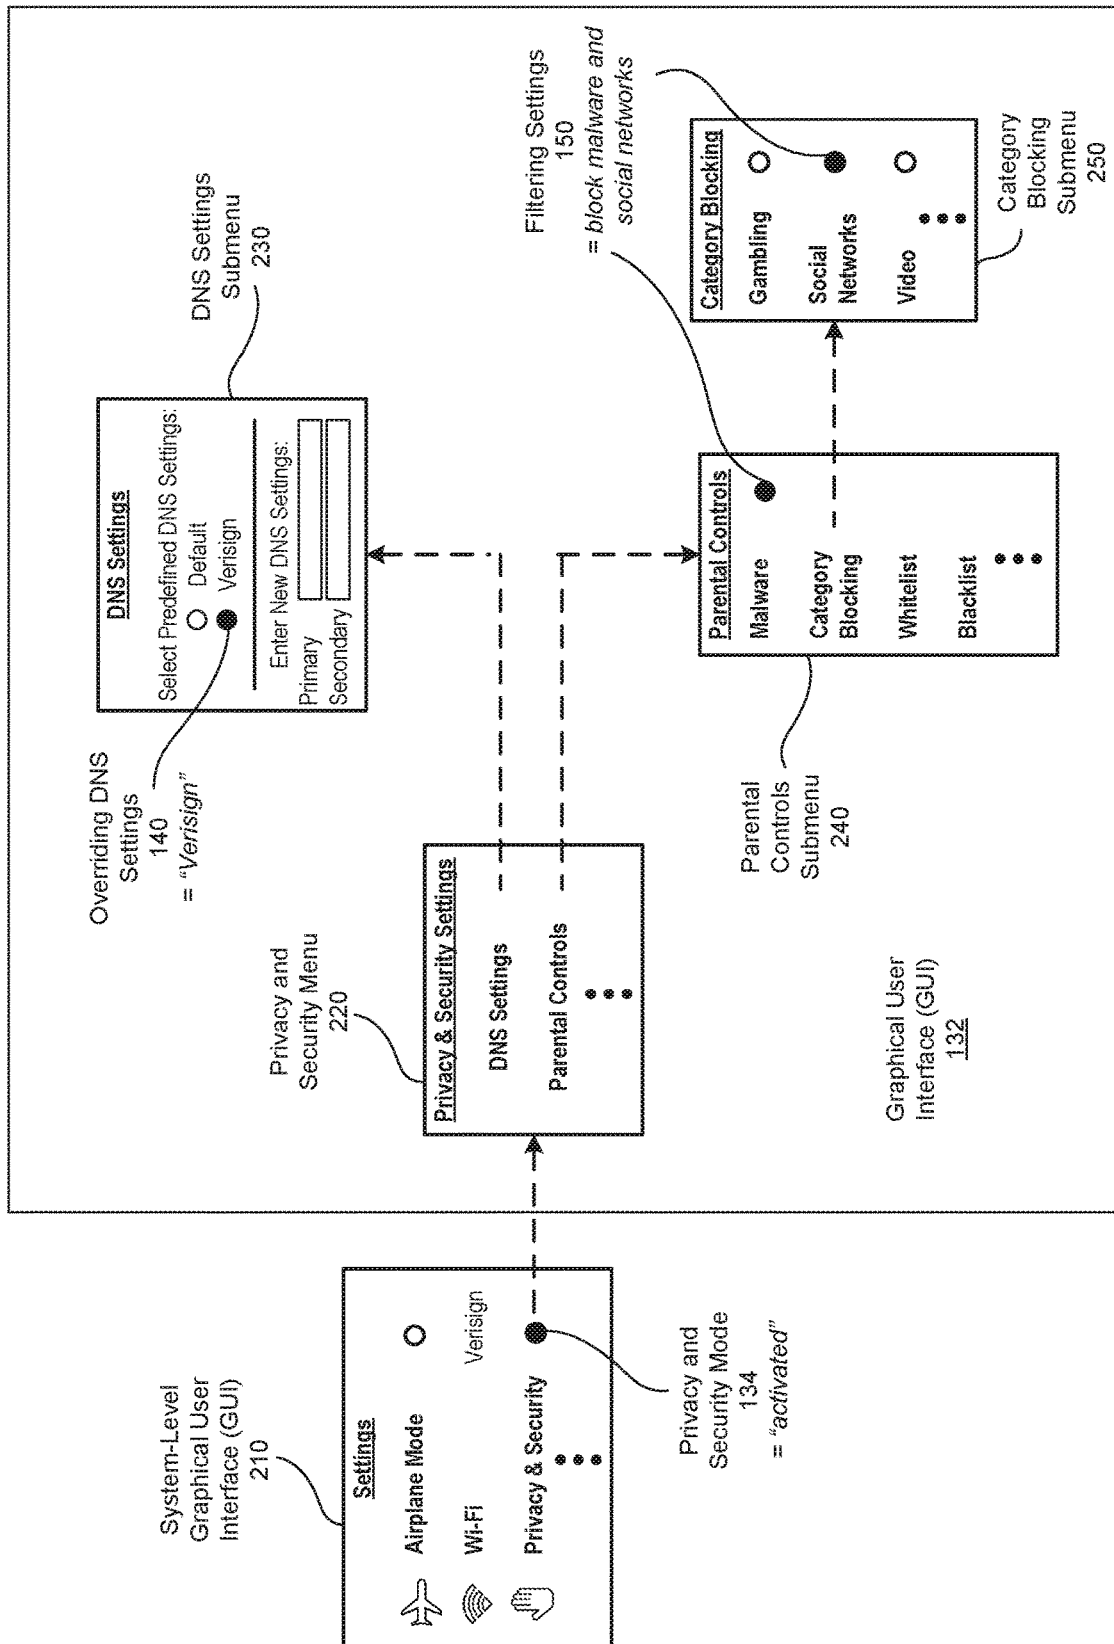 System-Level
Graphical User
Interface (GUI)
210
Settings
Airplane Mode
Wi-Fi
Verisign
Privacy & Security
Privacy and
Security Mode
134
= “activated”
Privacy and
Security Menu
220
Privacy & Security Settings
DNS Settings
Parental Controls
Graphical User
Interface (GUI)
132
Overriding DNS
Settings
140
= “Verisign”
DNS Settings
Select Predefined DNS Settings:
Default
Verisign
Enter New DNS Settings:
Primary
Secondary
DNS Settings
Submenu
230
Parental
Controls
Submenu
240
Parental Controls
Malware
Category
Blocking
Whitelist
Blacklist
Filtering Settings
150
= block malware and
social networks
Category Blocking
Gambling
Social
Networks
Video
Category
Blocking
Submenu
250